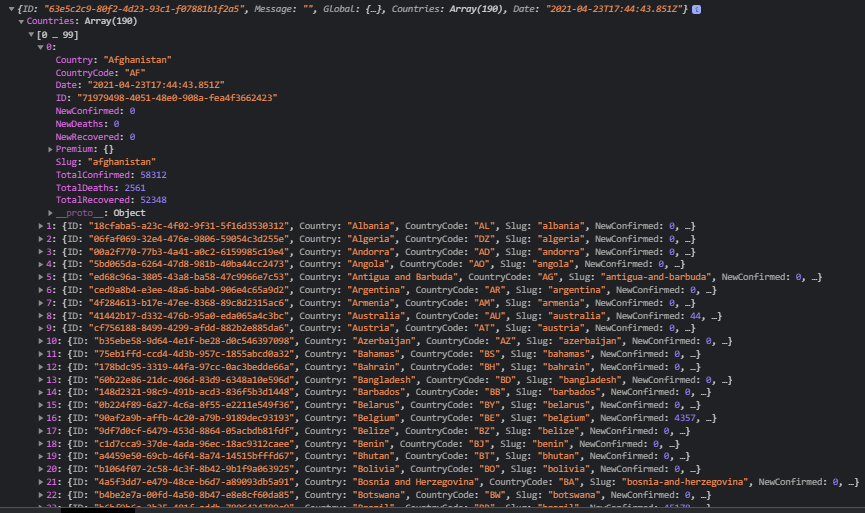 {ID: "63e5c2c9-80f2-4d23-93c1-f07881b1f2a5", Message: "", Global: {…}, Countries: Array(190), Date: "2021-04-23T17:44:43.851Z"}
Countries: Array(190)
[0 … 99]
0:
Country: "Afghanistan"
CountryCode: "AF"
Date: "2021-04-23T17:44:43.851Z"
ID: "71979498-4051-48e0-908a-fea4f3662423"
NewConfirmed: 0
NewDeaths: 0
NewRecovered: 0
Premium: {}
Slug: "afghanistan"
TotalConfirmed: 58312
TotalDeaths: 2561
TotalRecovered: 52348
__proto__: Object
1: {ID: "18cfaba5-a23c-4f02-9f31-5f16d3530312", Country: "Albania", CountryCode: "AL", Slug: "albania", NewConfirmed: 0, …}
2: {ID: "06faf069-32e4-476e-9806-59054c3d255e", Country: "Algeria", CountryCode: "DZ", Slug: "algeria", NewConfirmed: 0, …}
3: {ID: "00a2f770-77b3-4a41-a0c2-6159985c19e4", Country: "Andorra", CountryCode: "AD", Slug: "andorra", NewConfirmed: 0, …}
4: {ID: "5bd065da-6264-47d8-981b-40ba44cc2473", Country: "Angola", CountryCode: "AO", Slug: "angola", NewConfirmed: 0, …}
5: {ID: "ed68c96a-3805-43a8-ba58-47c9966e7c53", Country: "Antigua and Barbuda", CountryCode: "AG", Slug: "antigua-and-barbuda", NewConfirmed: 0, …}
6: {ID: "ced9a8b4-e3ee-48a6-bab4-906e4c65a9d2", Country: "Argentina", CountryCode: "AR", Slug: "argentina", NewConfirmed: 0, …}
7: {ID: "4f284613-b17e-47ee-8368-89c8d2315ac6", Country: "Armenia", CountryCode: "AM", Slug: "armenia", NewConfirmed: 0, …}
8: {ID: "41442b17-d332-476b-95a0-eda065a4c3bc", Country: "Australia", CountryCode: "AU", Slug: "australia", NewConfirmed: 44, …}
9: {ID: "cf756188-8499-4299-afdd-882b2e885da6", Country: "Austria", CountryCode: "AT", Slug: "austria", NewConfirmed: 0, …}
10: {ID: "b35ebe58-9d64-4e1f-be28-d0c546397098", Country: "Azerbaijan", CountryCode: "AZ", Slug: "azerbaijan", NewConfirmed: 0, …}
11: {ID: "75eb1ffd-ccd4-4d3b-957c-1855abcd0a32", Country: "Bahamas", CountryCode: "BS", Slug: "bahamas", NewConfirmed: 0, …}
12: {ID: "178bdc95-3319-44fa-97cc-0ac3bedde66a", Country: "Bahrain", CountryCode: "BH", Slug: "bahrain", NewConfirmed: 0, …}
13: {ID: "60b22e86-21dc-496d-83d9-6348a10e596d", Country: "Bangladesh", CountryCode: "BD", Slug: "bangladesh", NewConfirmed: 0, …}
14: {ID: "148d2321-98c9-491b-acd3-836f5b3d1448", Country: "Barbados", CountryCode: "BB", Slug: "barbados", NewConfirmed: 0, …}
15: {ID: "0b224f89-6a27-4c6a-8f55-e2211e549f36", Country: "Belarus", CountryCode: "BY", Slug: "belarus", NewConfirmed: 0, …}
16: {ID: "90af2a9b-affb-4c20-a79b-9189dec93193", Country: "Belgium", CountryCode: "BE", Slug: "belgium", NewConfirmed: 4357, …}
17: {ID: "9df7d0cf-6479-453d-8864-05acbdb81fdf", Country: "Belize", CountryCode: "BZ", Slug: "belize", NewConfirmed: 0, …}
18: {ID: "c1d7cca9-37de-4ada-96ec-18ac9312caee", Country: "Benin", CountryCode: "BJ", Slug: "benin", NewConfirmed: 0, …}
19: {ID: "a4459e50-69cb-46f4-8a74-14515bfffd67", Country: "Bhutan", CountryCode: "BT", Slug: "bhutan", NewConfirmed: 0, …}
20: {ID: "b1064f07-2c58-4c3f-8b42-9b1f9a063925", Country: "Bolivia", CountryCode: "BO", Slug: "bolivia", NewConfirmed: 0, …}
21: {ID: "4a5f3dd7-e479-48ce-b6d7-a89093db5a91", Country: "Bosnia and Herzegovina", CountryCode: "BA", Slug: "bosnia-and-herzegovina", NewConfirmed: 0, …}
22: {ID: "b4be2e7a-00fd-4a50-8b47-e8e8cf60da85", Country: "Botswana", CountryCode: "BW", Slug: "botswana", NewConfirmed: 0, …}